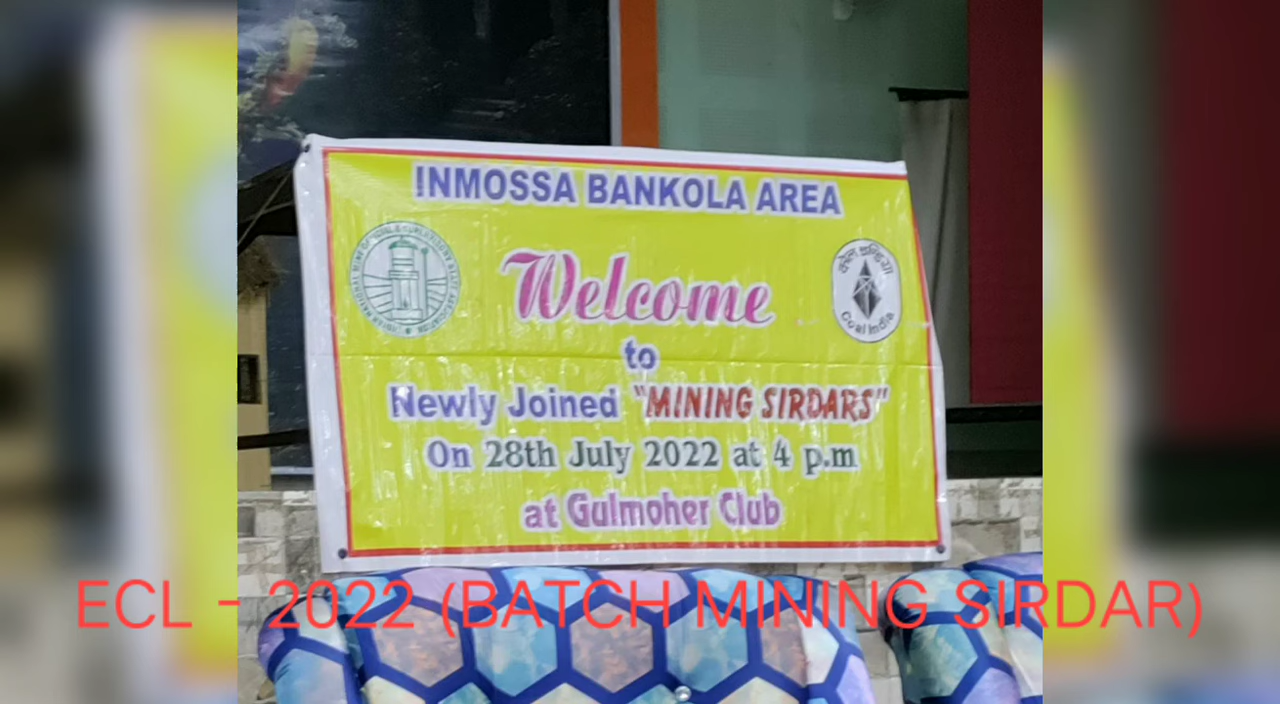 INMOSSA BANKOLA AREA
Welcome
to
Newly Joined "MINING SIRDARS"
On 28th July 2022 at 4 p.m
at Gulmoher Club
कोल इण्डिया
Coal India
ECL - 2022 (BATCH MINING SIRDAR)